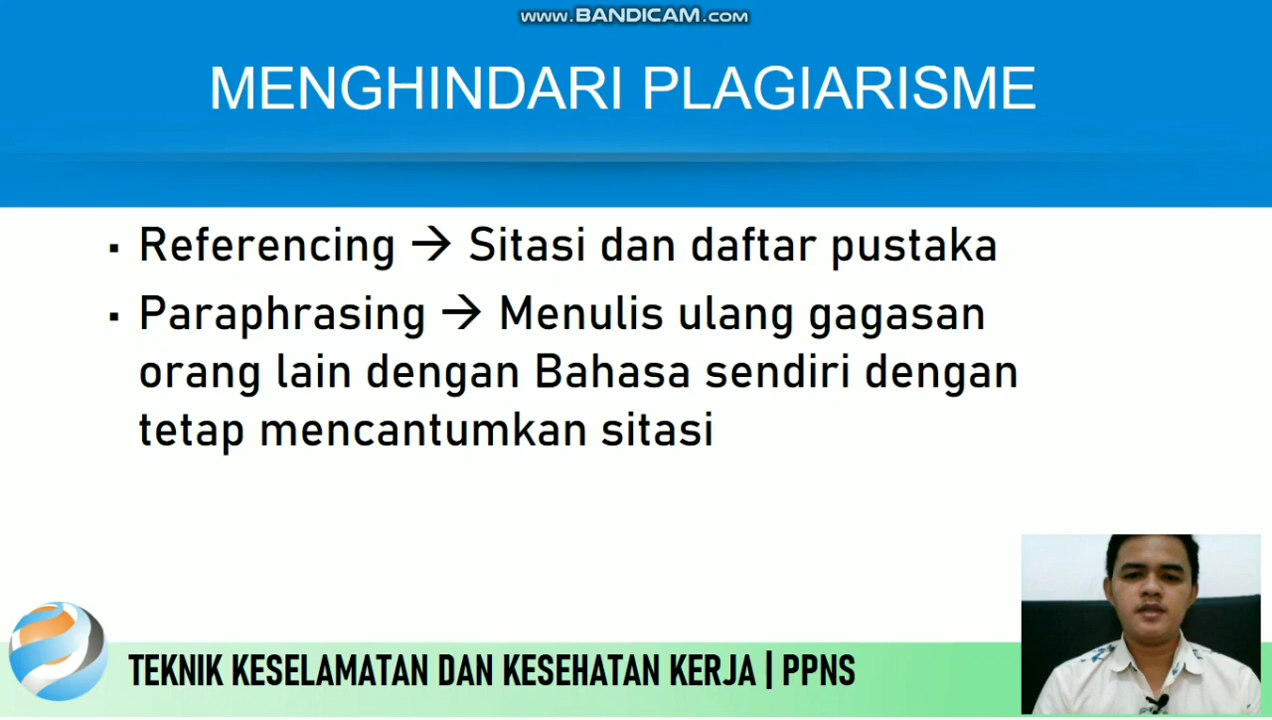 www.BANDICAM.com
MENGHINDARI PLAGIARISME
▪ Referencing → Sitasi dan daftar pustaka
▪ Paraphrasing → Menulis ulang gagasan
orang lain dengan Bahasa sendiri dengan
tetap mencantumkan sitasi
TEKNIK KESELAMATAN DAN KESEHATAN KERJA | PPNS